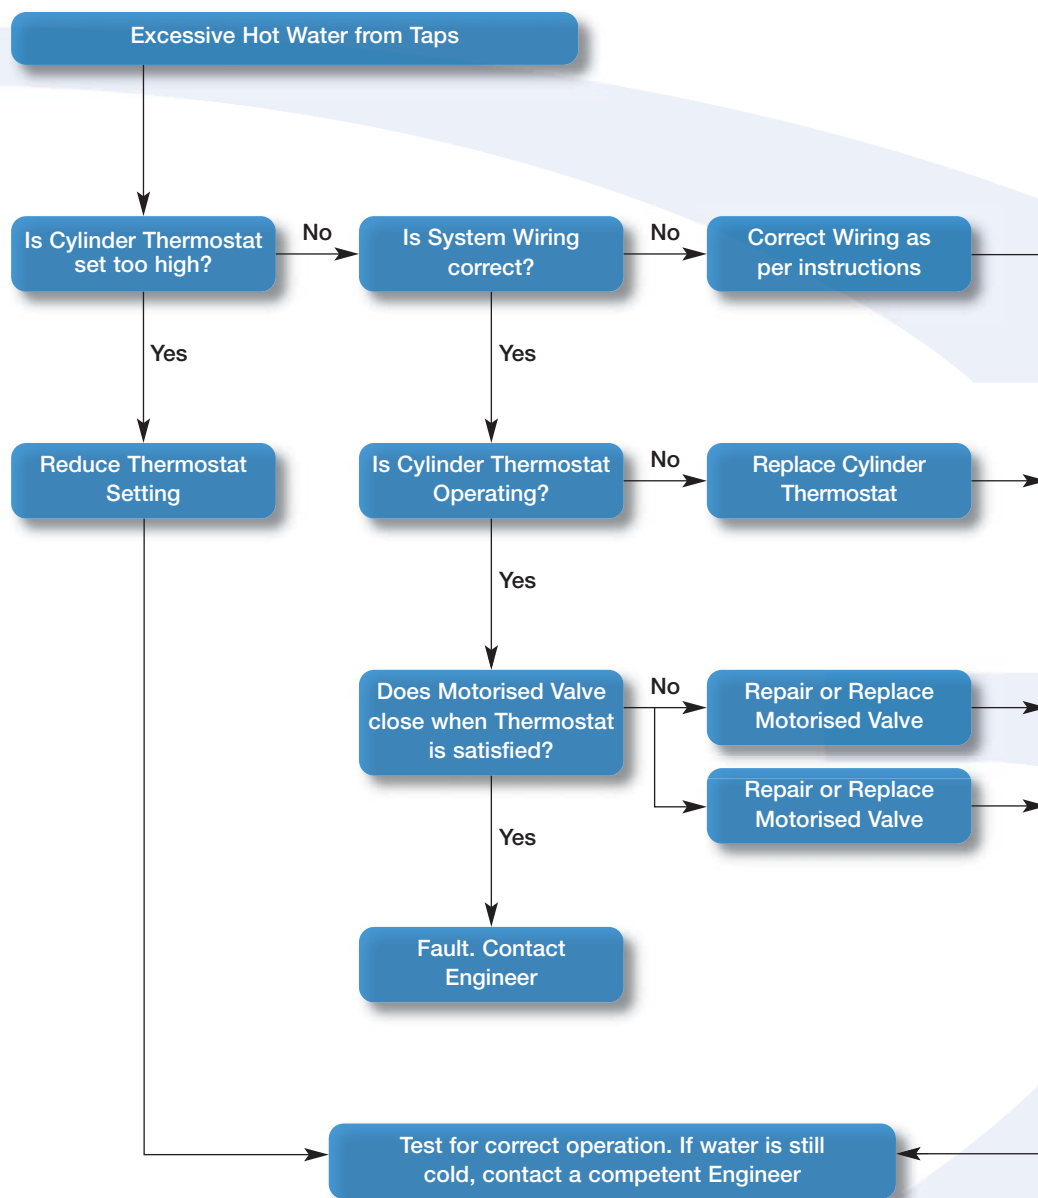 Excessive Hot Water from Taps
Is Cylinder Thermostat
set too high?
No
Is System Wiring
correct?
No
Correct Wiring as
per instructions
Yes
Yes
Reduce Thermostat
Setting
Is Cylinder Thermostat
Operating?
No
Replace Cylinder
Thermostat
Yes
Does Motorised Valve
close when Thermostat
is satisfied?
No
Repair or Replace
Motorised Valve
Repair or Replace
Motorised Valve
Yes
Fault. Contact
Engineer
Test for correct operation. If water is still
cold, contact a competent Engineer